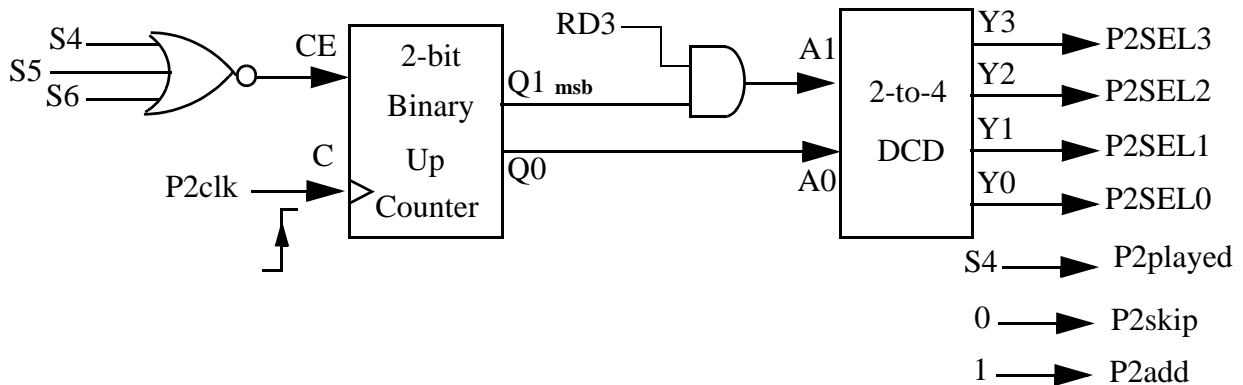 S4
S5
S6
CE
C
P2clk
2-bit
Binary
Up
Counter
Q1 msb
Q0
RD3
A1
A0
2-to-4
DCD
Y3
Y2
Y1
Y0
P2SEL3
P2SEL2
P2SEL1
P2SEL0
S4 P2played
0 P2skip
1 P2add